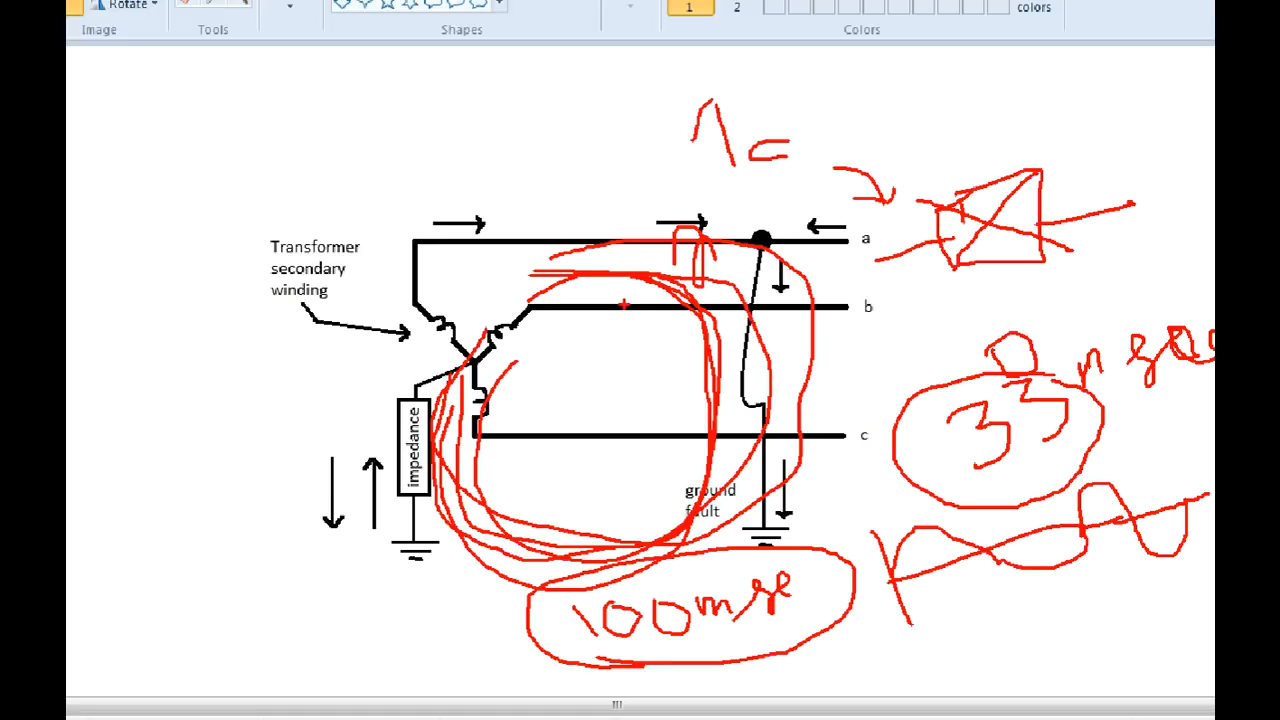 Rotate
1
2
colors
Image
Tools
Shapes
Colors
Transformer
secondary
winding
a
b
c
impedance
ground
fault
33
100 m